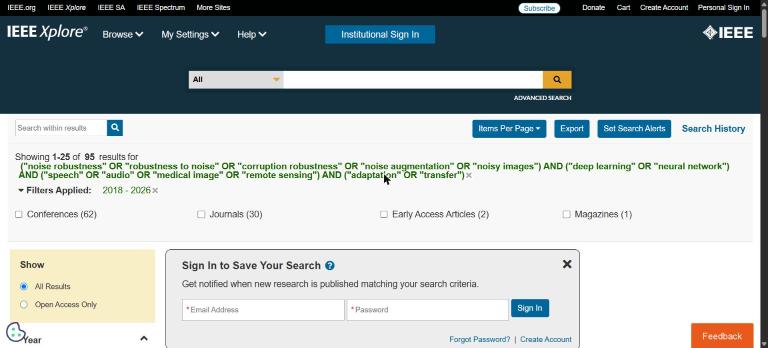 IEEE.org IEEE Xplore IEEE SA IEEE Spectrum More Sites Subscribe Donate Cart Create Account Personal Sign In
IEEE Xplore® Browse My Settings Help Institutional Sign In IEEE
All
ADVANCED SEARCH
Search within results Items Per Page Export Set Search Alerts Search History
Showing 1-25 of 95 results for
("noise robustness" OR "robustness to noise" OR "corruption robustness" OR "noise augmentation" OR "noisy images") AND ("deep learning" OR "neural network")
AND ("speech" OR "audio" OR "medical image" OR "remote sensing") AND ("adaptation" OR "transfer") ×
Filters Applied: 2018 - 2026 ×
Conferences (62) Journals (30) Early Access Articles (2) Magazines (1)
Show
All Results
Open Access Only
Year
Sign In to Save Your Search ?
Get notified when new research is published matching your search criteria.
*Email Address *Password Sign In
Forgot Password? | Create Account
Feedback